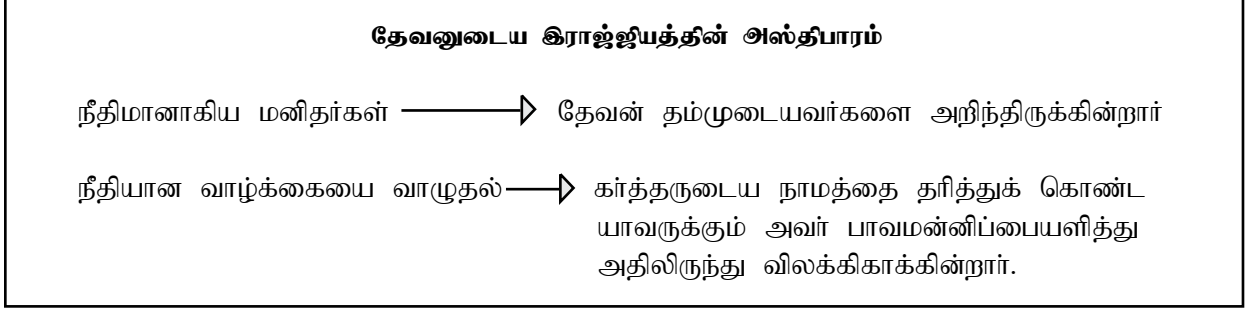 தேவனுடைய இராஜ்ஜியத்தின் அஸ்திபாரம்
நீதிமானாகிய மனிதர்கள் தேவன் தம்முடையவர்களை அறிந்திருக்கின்றார்
நீதியான வாழ்க்கையை வாழுதல் கர்த்தருடைய நாமத்தை தரித்துக் கொண்ட
யாவருக்கும் அவர் பாவமன்னிப்பையளித்து
அதிலிருந்து விலக்கிகாக்கின்றார்.